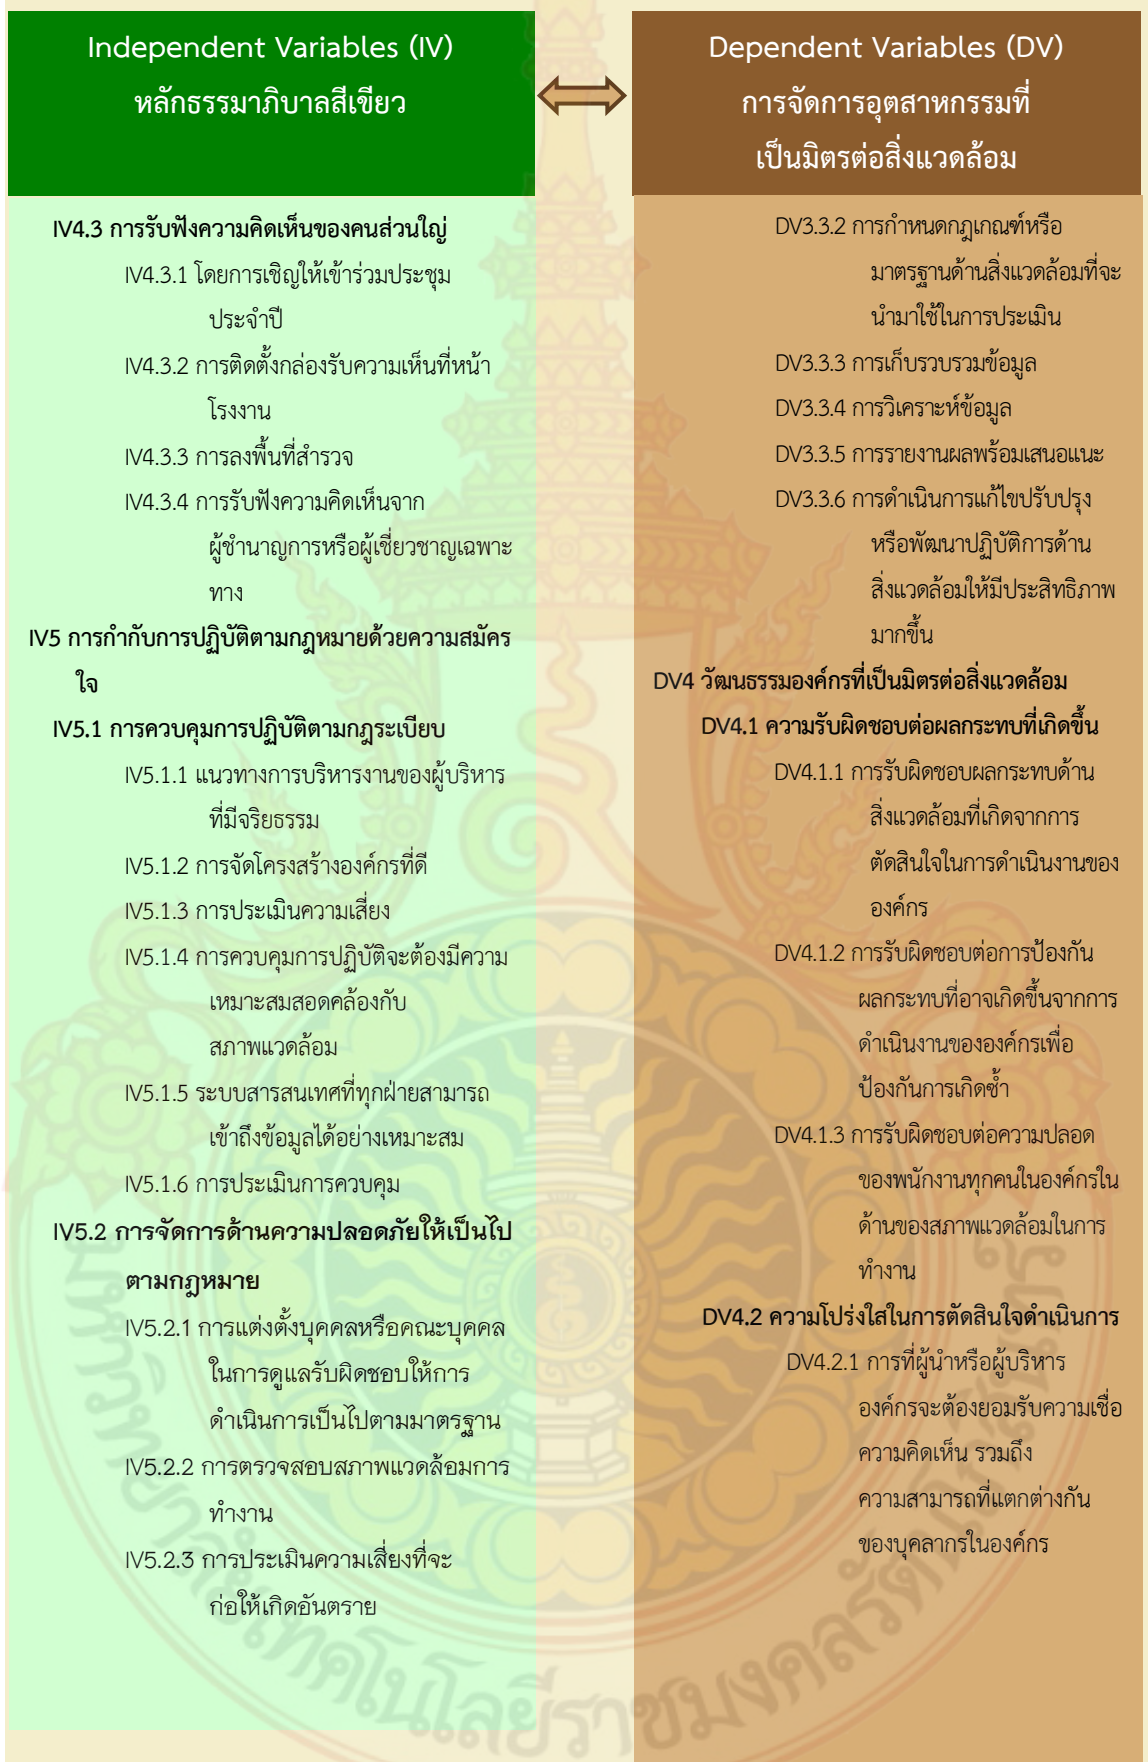 Independent Variables (IV)
หลักธรรมาภิบาลสีเขียว
Dependent Variables (DV)
การจัดการอุตสาหกรรมที่
เป็นมิตรต่อสิ่งแวดล้อม
IV4.3 การรับฟังความคิดเห็นของคนส่วนใหญ่
IV4.3.1 โดยการเชิญให้เข้าร่วมประชุม
ประจำปี
IV4.3.2 การติดตั้งกล่องรับความเห็นที่หน้า
โรงงาน
IV4.3.3 การลงพื้นที่สำรวจ
IV4.3.4 การรับฟังความคิดเห็นจาก
ผู้ชำนาญการหรือผู้เชี่ยวชาญเฉพาะ
ทาง
IV5 การกำกับการปฏิบัติตามกฎหมายด้วยความสมัคร
ใจ
IV5.1 การควบคุมการปฏิบัติตามกฎระเบียบ
IV5.1.1 แนวทางการบริหารงานของผู้บริหาร
ที่มีจริยธรรม
IV5.1.2 การจัดโครงสร้างองค์กรที่ดี
IV5.1.3 การประเมินความเสี่ยง
IV5.1.4 การควบคุมการปฏิบัติจะต้องมีความ
เหมาะสมสอดคล้องกับ
สภาพแวดล้อม
IV5.1.5 ระบบสารสนเทศที่ทุกฝ่ายสามารถ
เข้าถึงข้อมูลได้อย่างเหมาะสม
IV5.1.6 การประเมินการควบคุม
IV5.2 การจัดการด้านความปลอดภัยให้เป็นไป
ตามกฎหมาย
IV5.2.1 การแต่งตั้งบุคคลหรือคณะบุคคล
ในการดูแลรับผิดชอบให้การ
ดำเนินการเป็นไปตามมาตรฐาน
IV5.2.2 การตรวจสอบสภาพแวดล้อมการ
ทำงาน
IV5.2.3 การประเมินความเสี่ยงที่จะ
ก่อให้เกิดอันตราย
DV3.3.2 การกำหนดกฎเกณฑ์หรือ
มาตรฐานด้านสิ่งแวดล้อมที่จะ
นำมาใช้ในการประเมิน
DV3.3.3 การเก็บรวบรวมข้อมูล
DV3.3.4 การวิเคราะห์ข้อมูล
DV3.3.5 การรายงานผลพร้อมเสนอแนะ
DV3.3.6 การดำเนินการแก้ไขปรับปรุง
หรือพัฒนาปฏิบัติการด้าน
สิ่งแวดล้อมให้มีประสิทธิภาพ
มากขึ้น
DV4 วัฒนธรรมองค์กรที่เป็นมิตรต่อสิ่งแวดล้อม
DV4.1 ความรับผิดชอบต่อผลกระทบที่เกิดขึ้น
DV4.1.1 การรับผิดชอบผลกระทบด้าน
สิ่งแวดล้อมที่เกิดจากการ
ตัดสินใจในการดำเนินงานของ
องค์กร
DV4.1.2 การรับผิดชอบต่อการป้องกัน
ผลกระทบที่อาจเกิดขึ้นจากการ
ดำเนินงานขององค์กรเพื่อ
ป้องกันการเกิดซ้ำ
DV4.1.3 การรับผิดชอบต่อความปลอด
ของพนักงานทุกคนในองค์กรใน
ด้านของสภาพแวดล้อมในการ
ทำงาน
DV4.2 ความโปร่งใสในการตัดสินใจดำเนินการ
DV4.2.1 การที่ผู้นำหรือผู้บริหาร
องค์กรจะต้องยอมรับความเชื่อ
ความคิดเห็น รวมถึง
ความสามารถที่แตกต่างกัน
ของบุคลากรในองค์กร
มหาวิทยาลัยเทคโนโลยีราชมงคลรัตนโกสินทร์